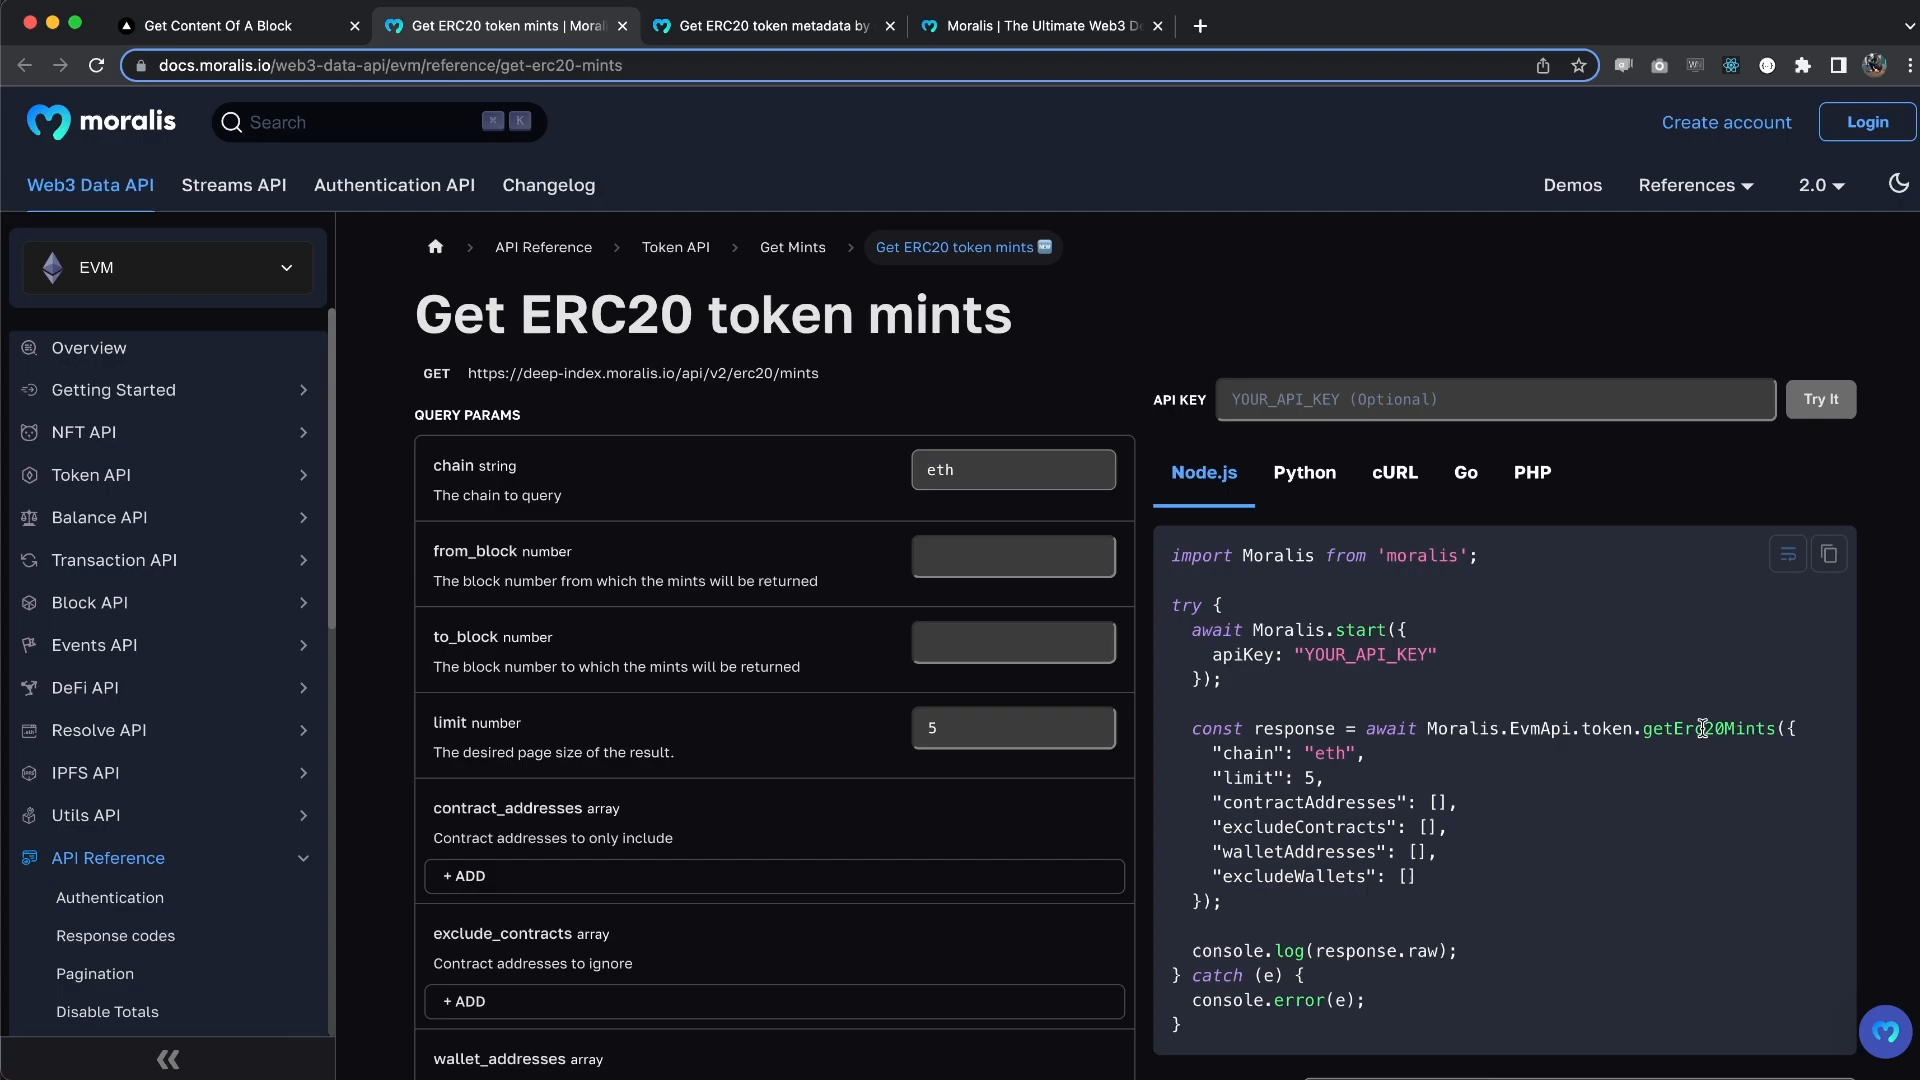 Get Content Of A Block
Get ERC20 token mints | Moral
Get ERC20 token metadata by
Moralis | The Ultimate Web3 D
docs.moralis.io/web3-data-api/evm/reference/get-erc20-mints
moralis
Search
K
Create account
Login
Web3 Data API
Streams API
Authentication API
Changelog
Demos
References
2.0
EVM
Overview
Getting Started
NFT API
Token API
Balance API
Transaction API
Block API
Events API
DeFi API
Resolve API
IPFS API
Utils API
API Reference
Authentication
Response codes
Pagination
Disable Totals
API Reference > Token API > Get Mints > Get ERC20 token mints
Get ERC20 token mints
GET https://deep-index.moralis.io/api/v2/erc20/mints
QUERY PARAMS
chain string
eth
The chain to query
from_block number
The block number from which the mints will be returned
to_block number
The block number to which the mints will be returned
limit number
5
The desired page size of the result.
contract_addresses array
Contract addresses to only include
+ ADD
exclude_contracts array
Contract addresses to ignore
+ ADD
wallet_addresses array
API KEY
YOUR_API_KEY (Optional)
Try It
Node.js
Python
cURL
Go
PHP
import Moralis from 'moralis';
try {
await Moralis.start({
apiKey: "YOUR_API_KEY"
});
const response = await Moralis.EvmApi.token.getErc20Mints({
"chain": "eth",
"limit": 5,
"contractAddresses": [],
"excludeContracts": [],
"walletAddresses": [],
"excludeWallets": []
});
console.log(response.raw);
} catch (e) {
console.error(e);
}